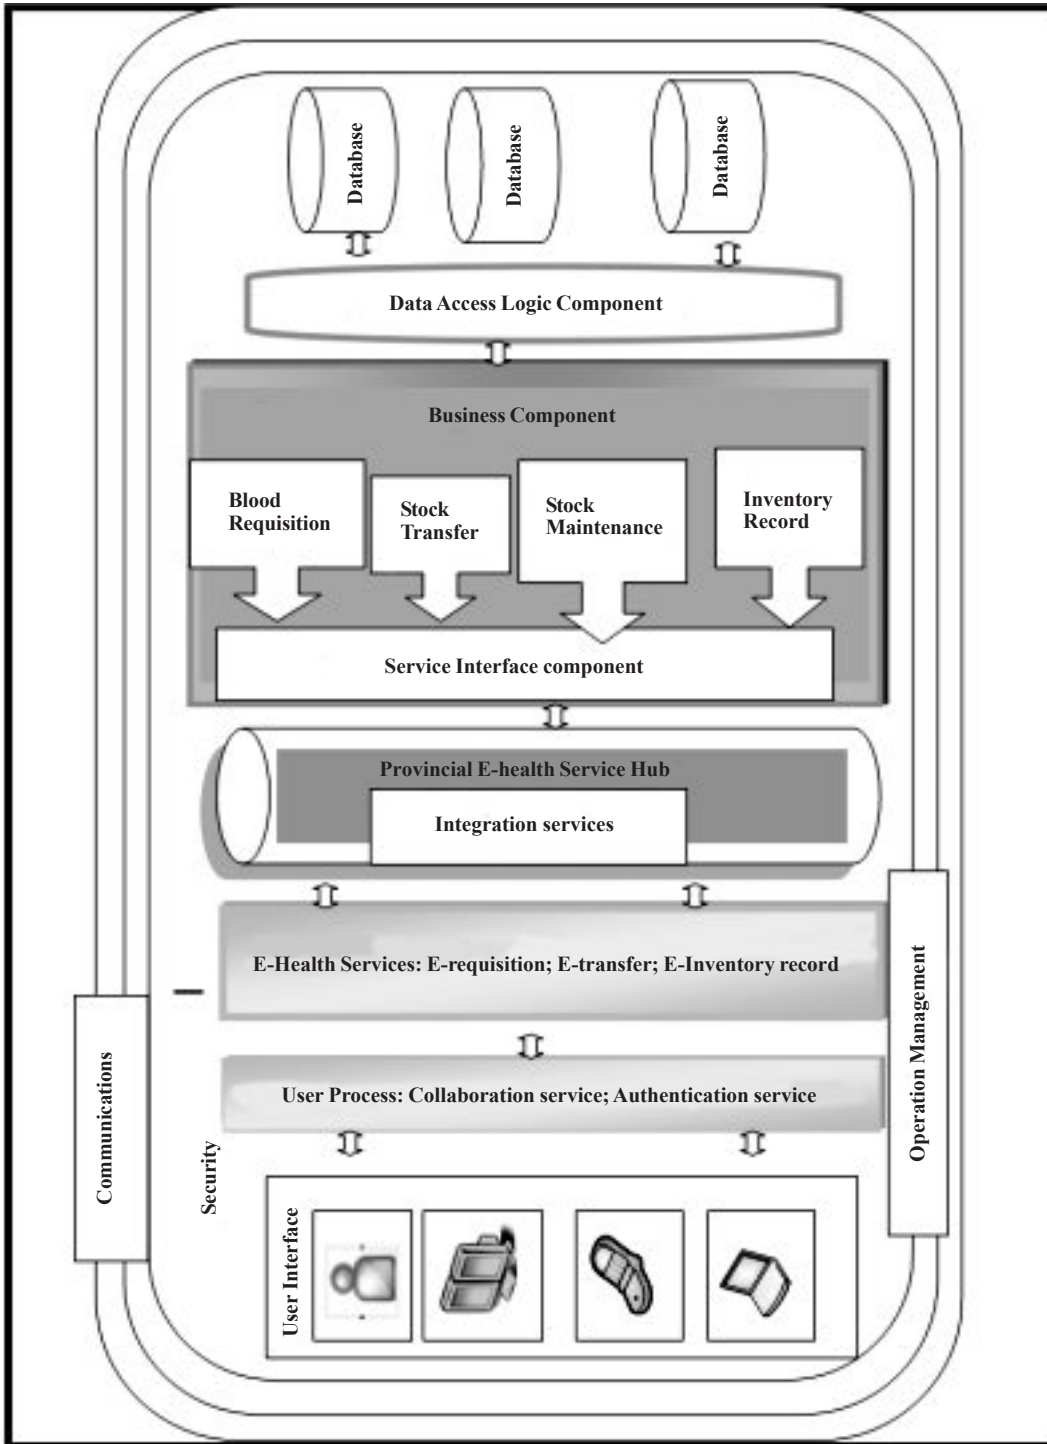 Database
Database
Database
Data Access Logic Component
Business Component
Blood
Requisition
Stock
Transfer
Stock
Maintenance
Inventory
Record
Service Interface component
Provincial E-health Service Hub
Integration services
E-Health Services: E-requisition; E-transfer; E-Inventory record
User Process: Collaboration service; Authentication service
Communications
Security
Operation Management
User Interface